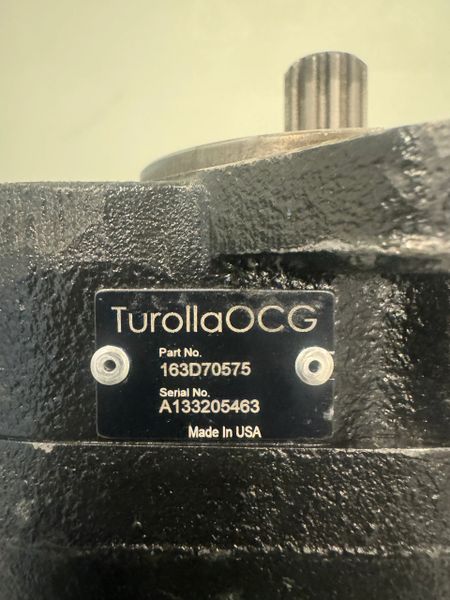 TurollaOCG
Part No.
163D70575
Serial No.
A133205463
Made In USA